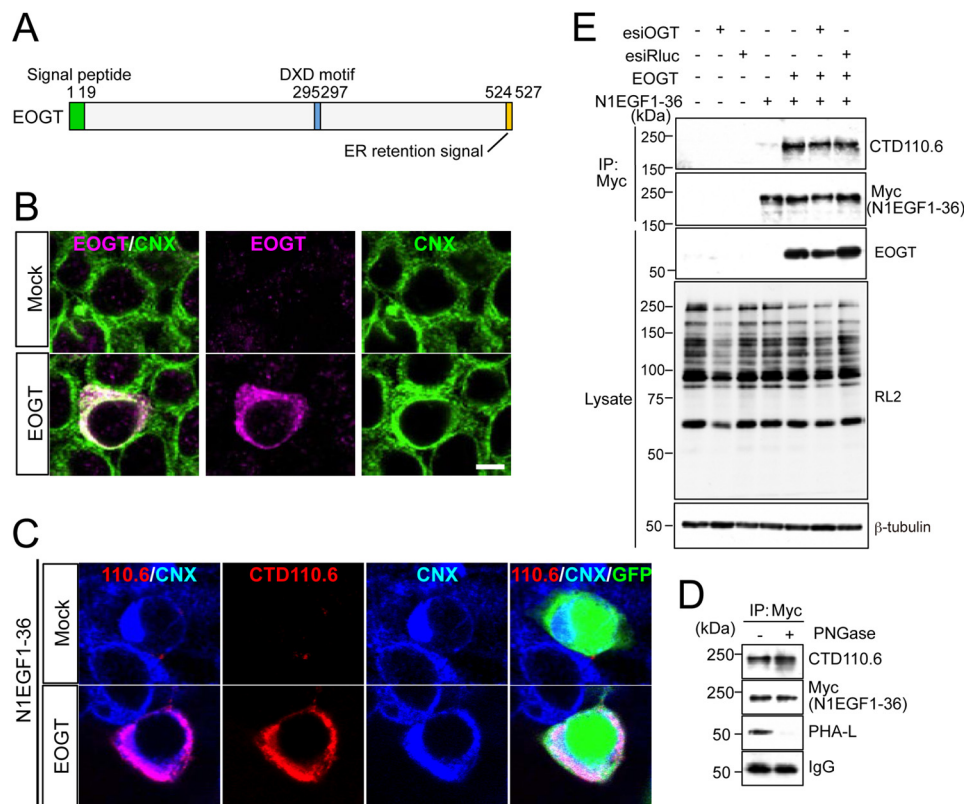 A
Signal peptide DXD motif
1 19 295 297 524 527
EOGT
ER retention signal
B
EOGT/CNX EOGT CNX
Mock
EOGT
C
110.6/CNX CTD110.6 CNX 110.6/CNX/GFP
N1EGF1-36
Mock
EOGT
E
esiOGT - + - - - + -
esiRluc - - + - - - +
EOGT - - - - + + +
N1EGF1-36 - - - + + + +
(kDa)
IP: Myc
250
150
CTD110.6
250
150
Myc
(N1EGF1-36)
Lysate
50
EOGT
250
150
100
75
50
RL2
50
β-tubulin
D
IP: Myc
(kDa) - + PNGase
250 CTD110.6
250 Myc
(N1EGF1-36)
50 PHA-L
50 IgG